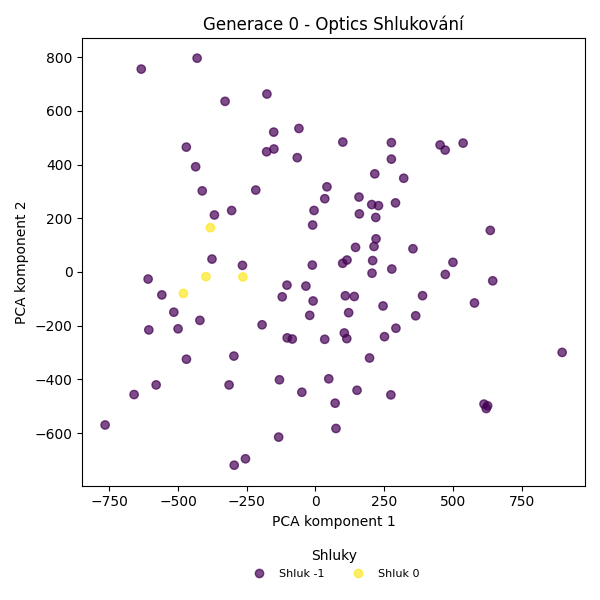 Generace 0 - Optics Shlukování
PCA komponent 2
800
600
400
200
0
−200
−400
−600
−750
−500
−250
0
250
500
750
PCA komponent 1
Shluky
Shluk -1
Shluk 0